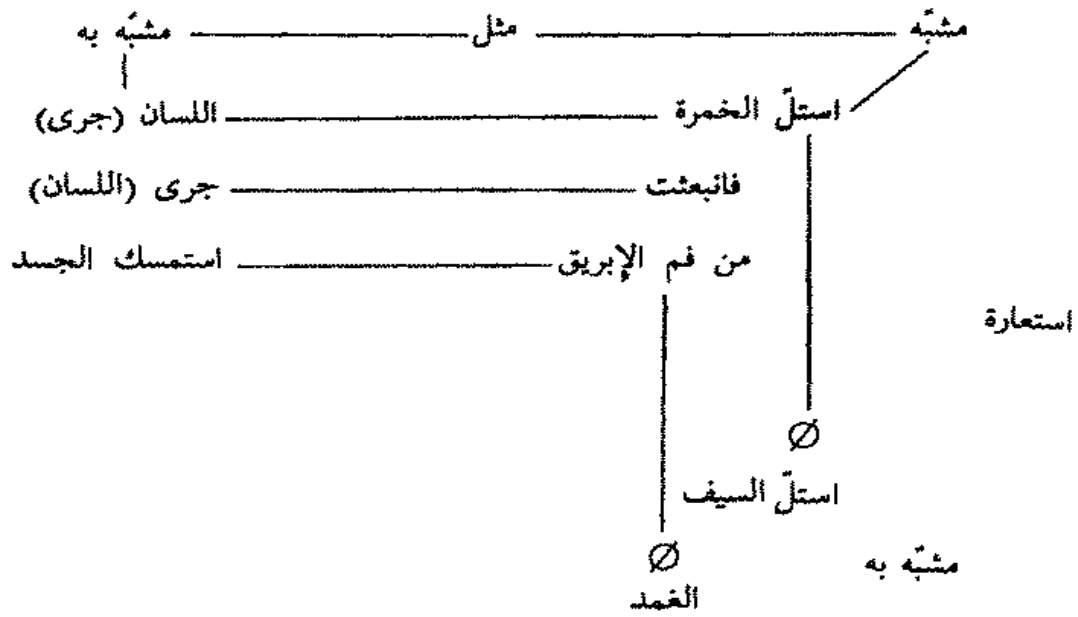 مشبّه مثل مشبّه به
استلّ الخمرة اللسان (جرى)
فانبعثت جرى (اللسان)
من فم الإبريق استمسك الجسد
استعارة
∅
استلّ السيف
∅ مشبّه به
الغمد